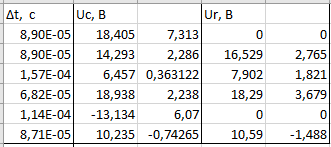 Δt, с Uc, В Ur, В
8,90E-05 18,405 7,313 0 0
8,90E-05 14,293 2,286 16,529 2,765
1,57E-04 6,457 0,363122 7,902 1,821
6,82E-05 18,938 2,238 18,29 3,679
1,14E-04 -13,134 6,07 0 0
8,71E-05 10,235 -0,74265 10,59 -1,488